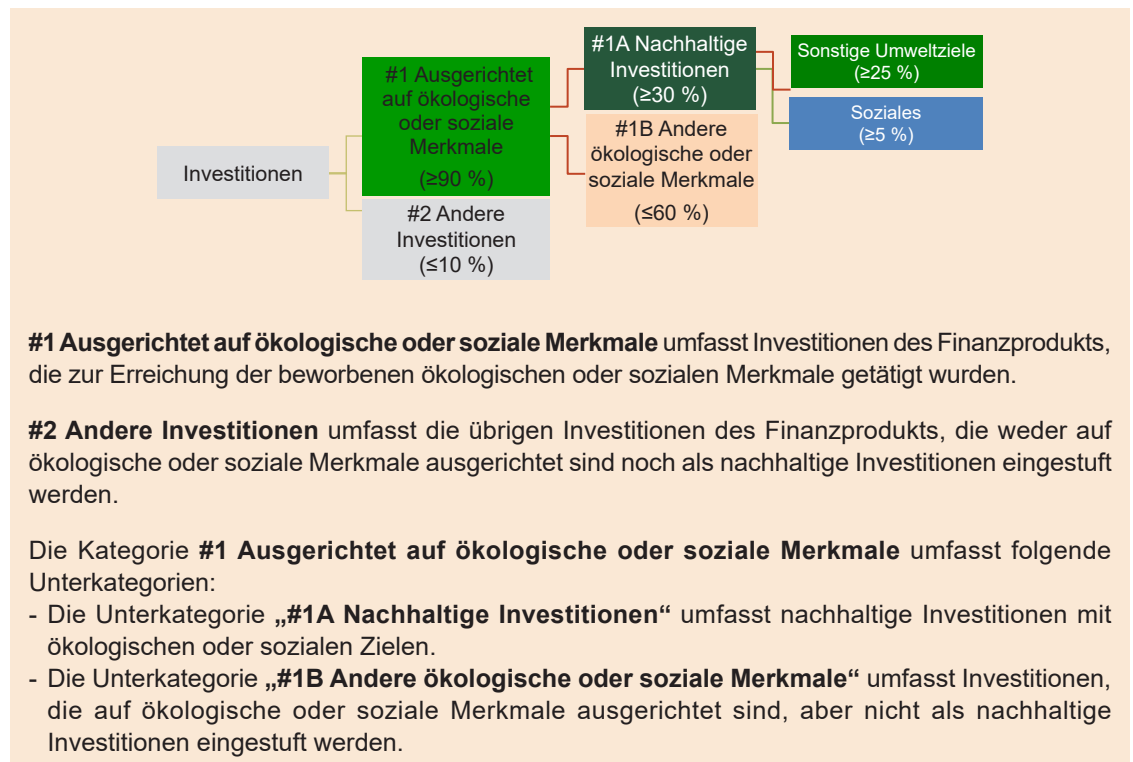 #1A Nachhaltige
Investitionen
(≥30 %)
Sonstige Umweltziele
(≥25 %)
#1 Ausgerichtet
auf ökologische
oder soziale
Merkmale
(≥90 %)
Soziales
(≥5 %)
#1B Andere
ökologische oder
soziale Merkmale
(≤60 %)
Investitionen
#2 Andere
Investitionen
(≤10 %)
#1 Ausgerichtet auf ökologische oder soziale Merkmale umfasst Investitionen des Finanzprodukts,
die zur Erreichung der beworbenen ökologischen oder sozialen Merkmale getätigt wurden.
#2 Andere Investitionen umfasst die übrigen Investitionen des Finanzprodukts, die weder auf
ökologische oder soziale Merkmale ausgerichtet sind noch als nachhaltige Investitionen eingestuft
werden.
Die Kategorie #1 Ausgerichtet auf ökologische oder soziale Merkmale umfasst folgende
Unterkategorien:
- Die Unterkategorie „#1A Nachhaltige Investitionen“ umfasst nachhaltige Investitionen mit
ökologischen oder sozialen Zielen.
- Die Unterkategorie „#1B Andere ökologische oder soziale Merkmale“ umfasst Investitionen,
die auf ökologische oder soziale Merkmale ausgerichtet sind, aber nicht als nachhaltige
Investitionen eingestuft werden.